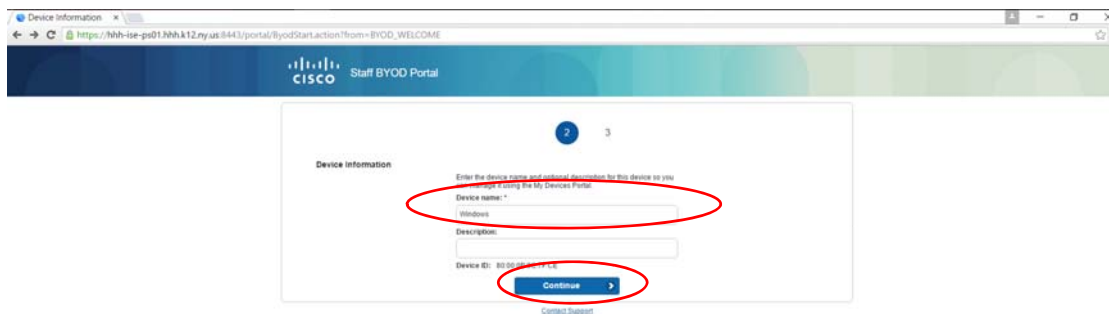 Device Information
https://hhh-ise-ps01.hhh.k12.ny.us:8443/portal/ByodStart.action?from=BYOD_WELCOME
CISCO Staff BYOD Portal
2 3
Device Information
Enter the device name and optional description for this device so you
can manage it using the My Devices Portal.
Device name: *
Windows
Description:
Device ID:
Continue
Contact Support